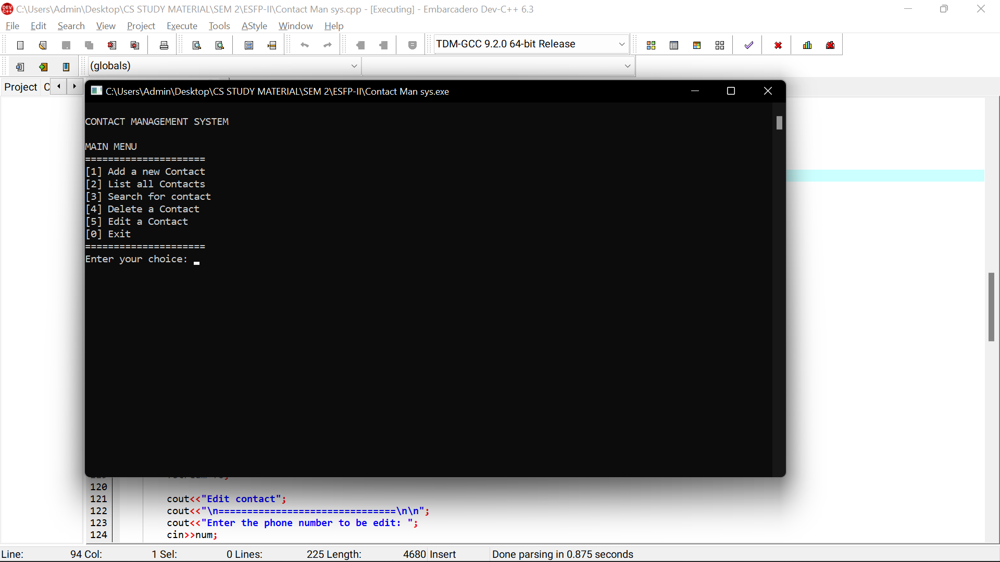 C:\Users\Admin\Desktop\CS STUDY MATERIAL\SEM 2\ESFP-II\Contact Man sys.cpp - [Executing] - Embarcadero Dev-C++ 6.3
File Edit Search View Project Execute Tools AStyle Window Help
TDM-GCC 9.2.0 64-bit Release
(globals)
Project C
C:\Users\Admin\Desktop\CS STUDY MATERIAL\SEM 2\ESFP-II\Contact Man sys.exe
CONTACT MANAGEMENT SYSTEM
MAIN MENU
=====================
[1] Add a new Contact
[2] List all Contacts
[3] Search for contact
[4] Delete a Contact
[5] Edit a Contact
[0] Exit
=====================
Enter your choice:
120
121 cout<<"Edit contact";
122 cout<<"\n===============================\n\n";
123 cout<<"Enter the phone number to be edit: ";
124 cin>>num;
Line: 94 Col: 1 Sel: 0 Lines: 225 Length: 4680 Insert Done parsing in 0.875 seconds